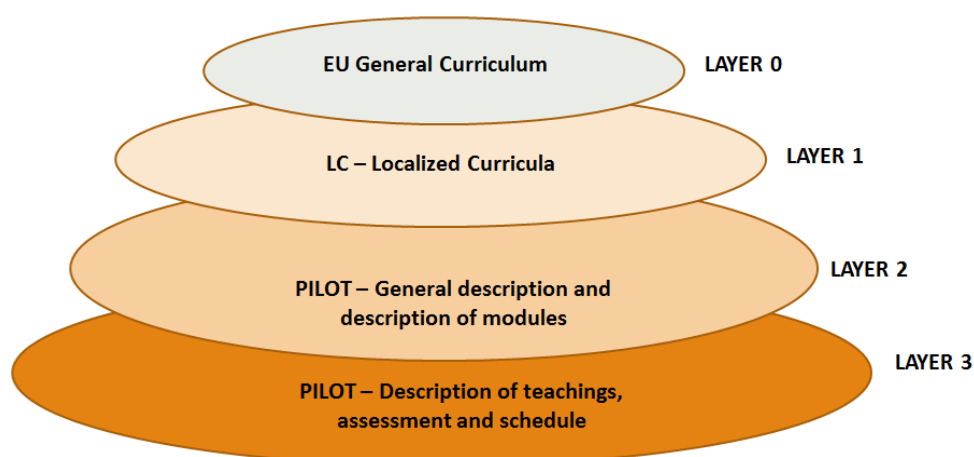 EU General Curriculum
LAYER 0
LC – Localized Curricula
LAYER 1
PILOT – General description and
description of modules
LAYER 2
PILOT – Description of teachings,
assessment and schedule
LAYER 3